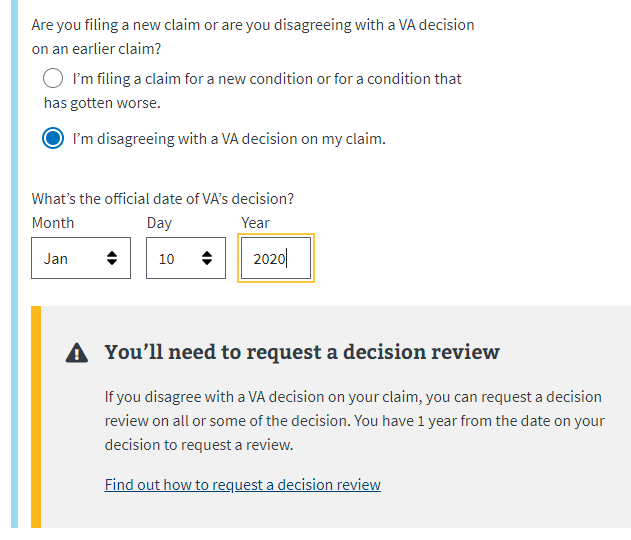 Are you filing a new claim or are you disagreeing with a VA decision
on an earlier claim?
I’m filing a claim for a new condition or for a condition that
has gotten worse.
I’m disagreeing with a VA decision on my claim.
What’s the official date of VA’s decision?
Month Day Year
Jan 10 2020
You’ll need to request a decision review
If you disagree with a VA decision on your claim, you can request a decision
review on all or some of the decision. You have 1 year from the date on your
decision to request a review.
Find out how to request a decision review